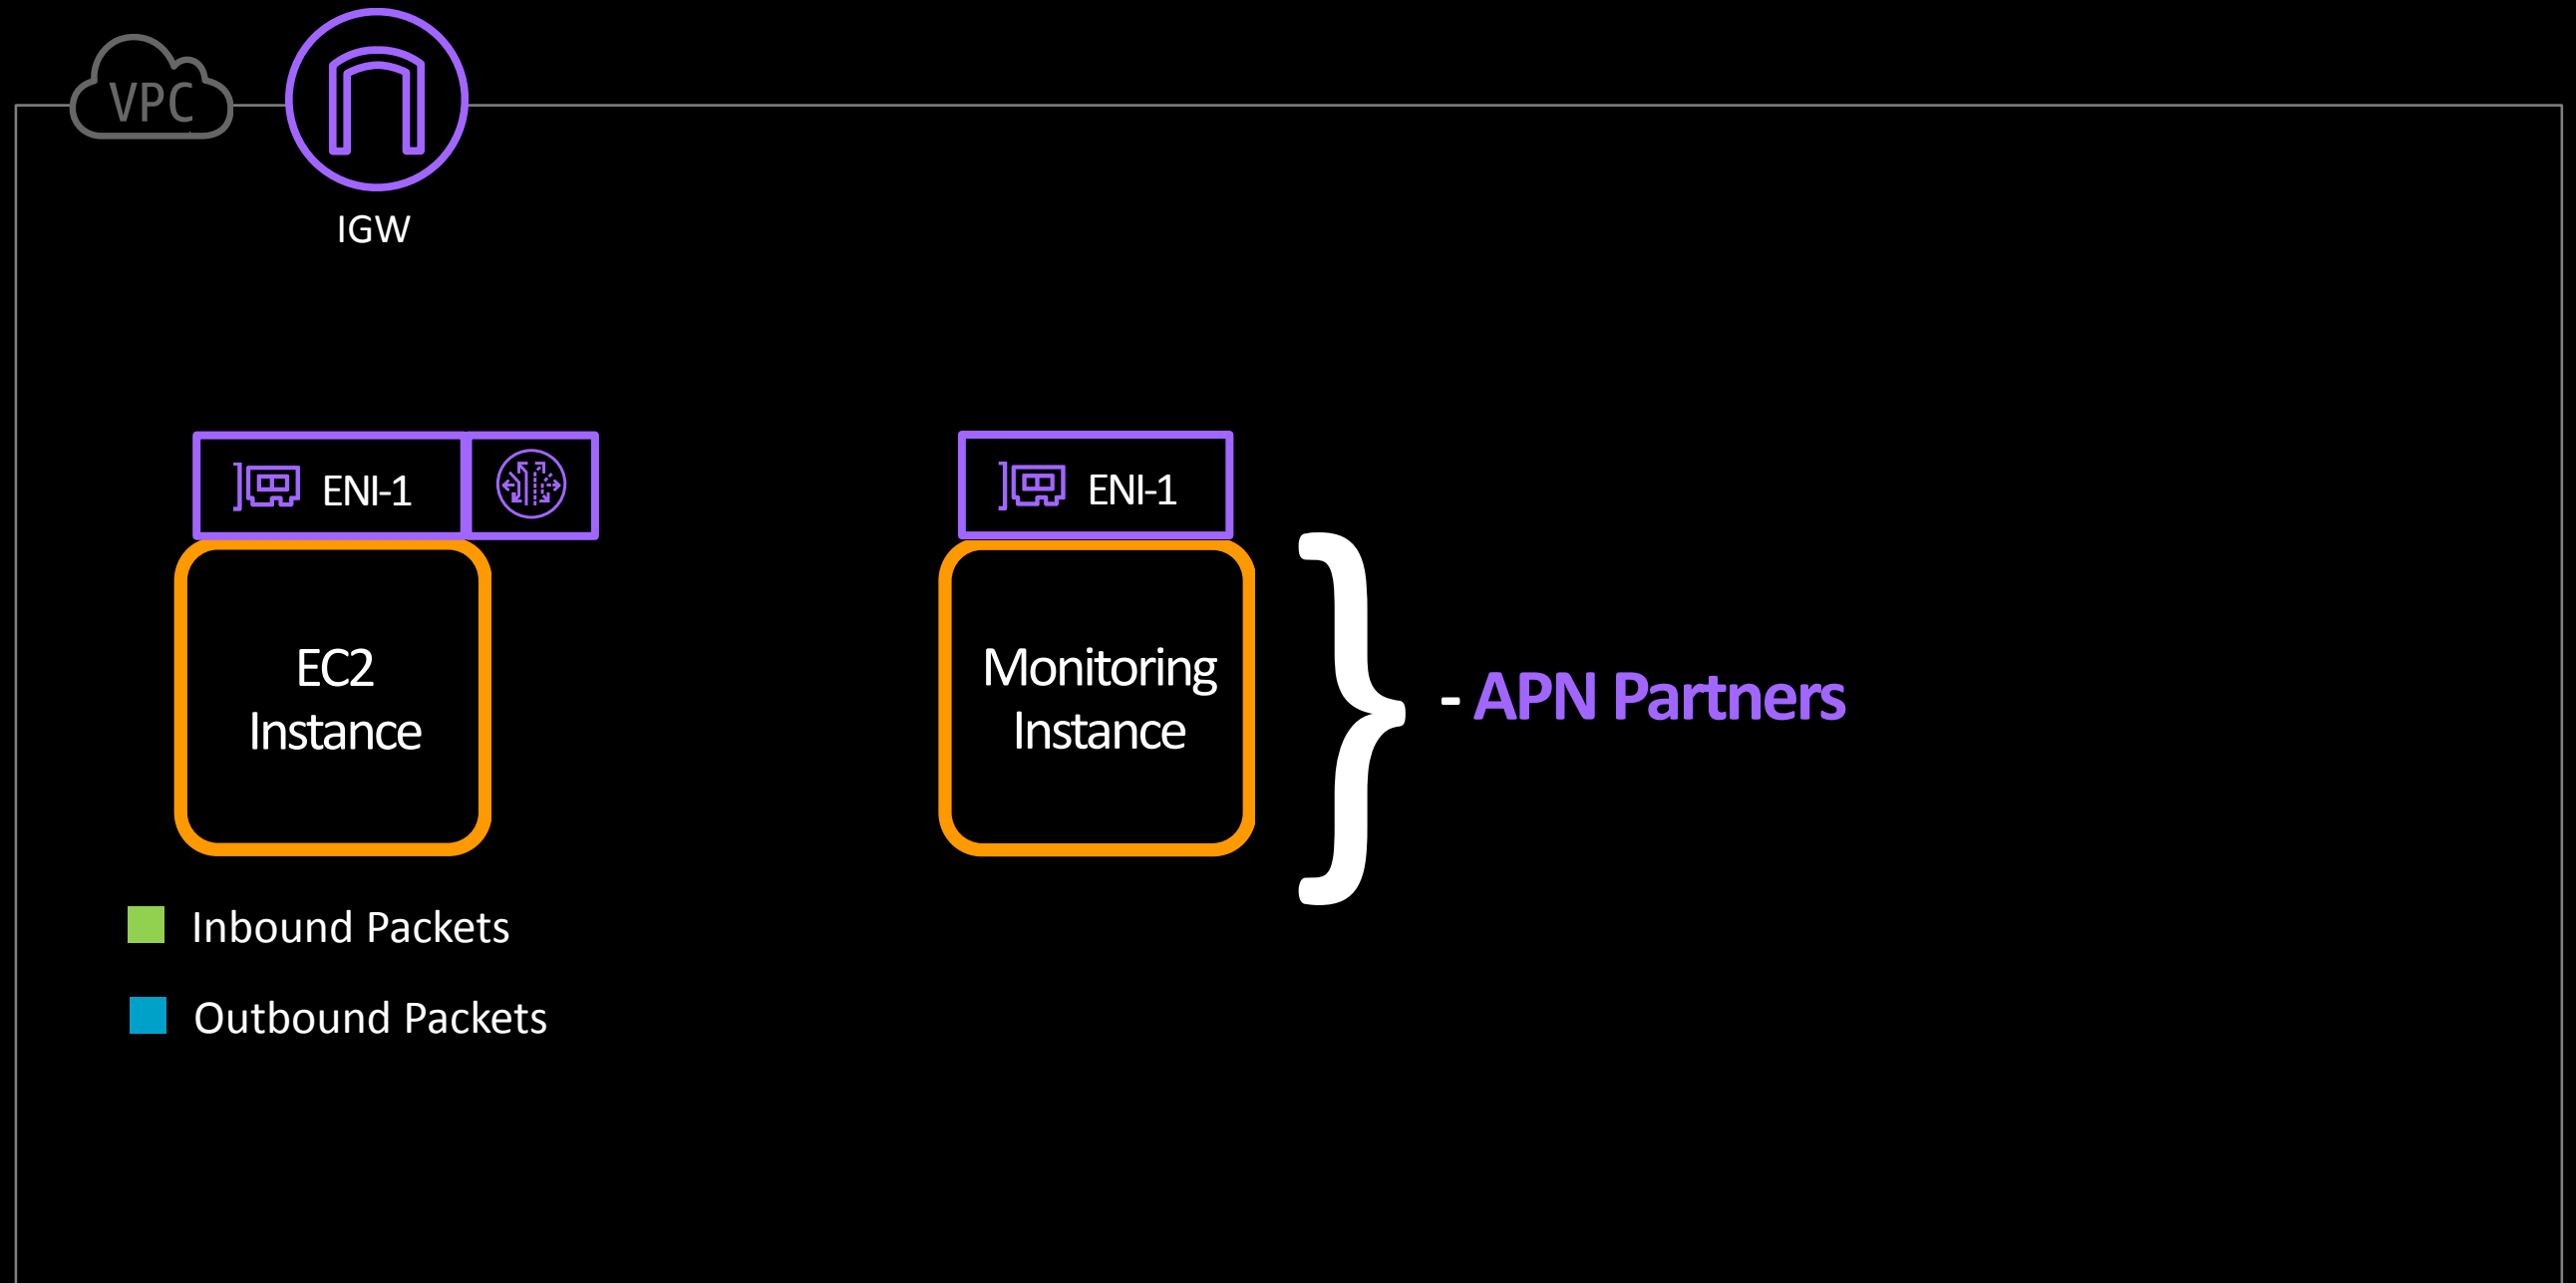 VPC
IGW
ENI-1
ENI-1
EC2
Instance
Monitoring
Instance
}
- APN Partners
Inbound Packets
Outbound Packets